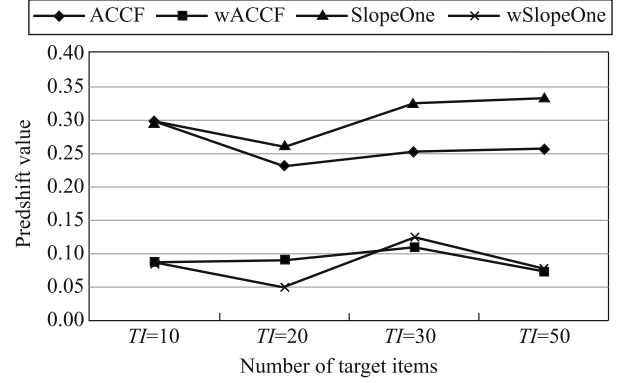 ACCF wACCF SlopeOne wSlopeOne
0.40
0.35
0.30
0.25
0.20
0.15
0.10
0.05
0.00
Predshift value
TI=10 TI=20 TI=30 TI=50
Number of target items